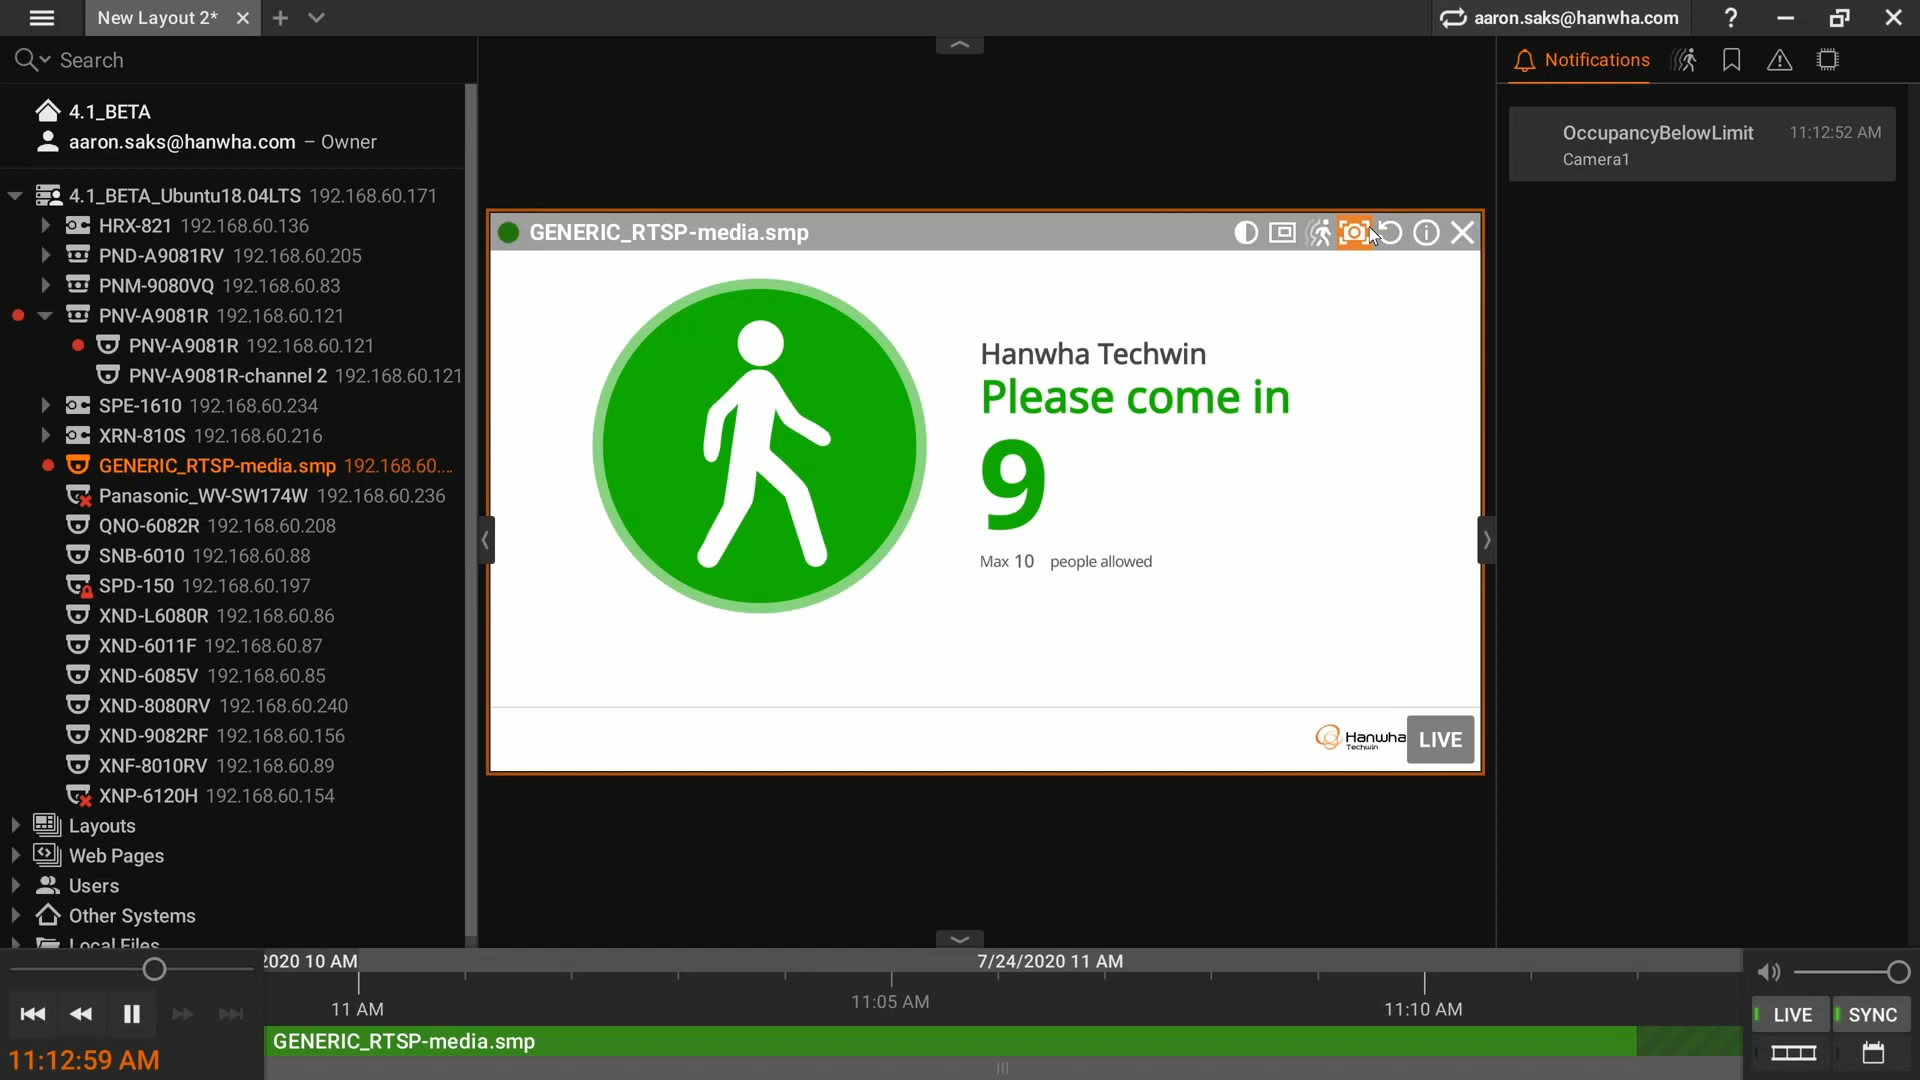 New Layout 2*
aaron.saks@hanwha.com
?
Search
Notifications
4.1_BETA
aaron.saks@hanwha.com – Owner
OccupancyBelowLimit 11:12:52 AM
Camera1
4.1_BETA_Ubuntu18.04LTS 192.168.60.171
HRX-821 192.168.60.136
PND-A9081RV 192.168.60.205
PNM-9080VQ 192.168.60.83
PNV-A9081R 192.168.60.121
PNV-A9081R 192.168.60.121
PNV-A9081R-channel 2 192.168.60.121
SPE-1610 192.168.60.234
XRN-810S 192.168.60.216
GENERIC_RTSP-media.smp 192.168.60....
Panasonic_WV-SW174W 192.168.60.236
QNO-6082R 192.168.60.208
SNB-6010 192.168.60.88
SPD-150 192.168.60.197
XND-L6080R 192.168.60.86
XND-6011F 192.168.60.87
XND-6085V 192.168.60.85
XND-8080RV 192.168.60.240
XND-9082RF 192.168.60.156
XNF-8010RV 192.168.60.89
XNP-6120H 192.168.60.154
Layouts
Web Pages
Users
Other Systems
Local Files
GENERIC_RTSP-media.smp
Hanwha Techwin
Please come in
9
Max 10 people allowed
Hanwha
Techwin
LIVE
2020 10 AM
7/24/2020 11 AM
11 AM
11:05 AM
11:10 AM
GENERIC_RTSP-media.smp
11:12:59 AM
LIVE
SYNC